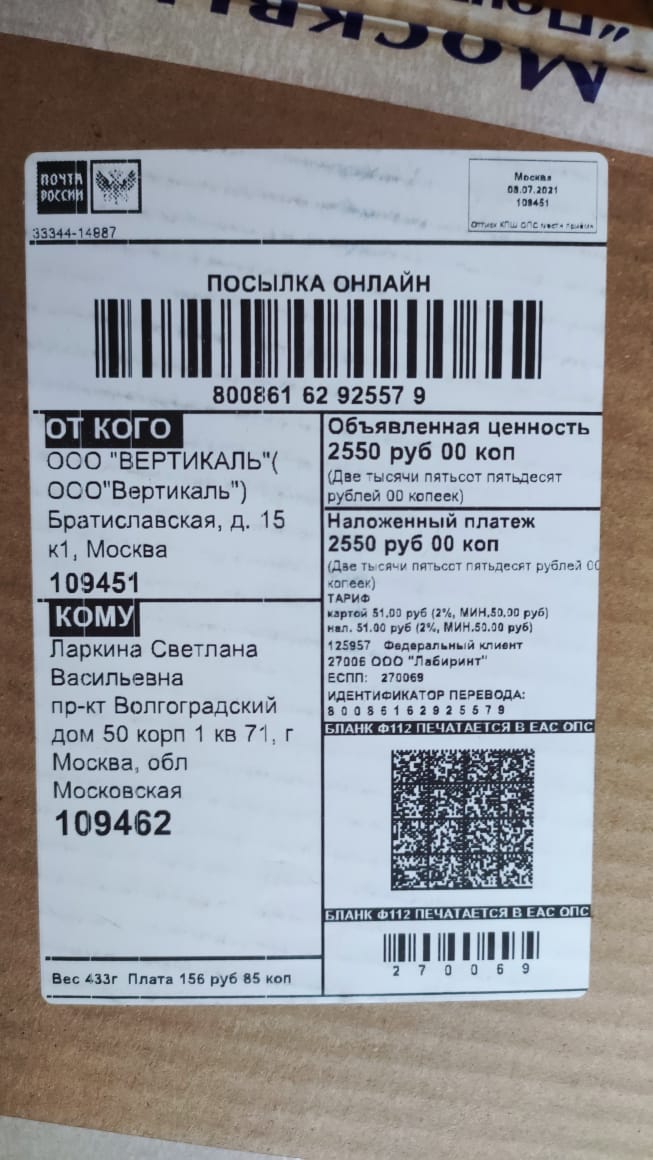 МОСКВЫ
„Поч
ПОЧТА
РОССИИ
Москва
08.07.2021
109451
Оттиск КПШ ОПС места приёма
33344-14887
ПОСЫЛКА ОНЛАЙН
800861 62 92557 9
ОТ КОГО
ООО "ВЕРТИКАЛЬ"(
ООО"Вертикаль")
Братиславская, д. 15
к1, Москва
109451
КОМУ
Ларкина Светлана
Васильевна
пр-кт Волгоградский
дом 50 корп 1 кв 71, г
Москва, обл
Московская
109462
Вес 433г Плата 156 руб 85 коп
Объявленная ценность
2550 руб 00 коп
(Две тысячи пятьсот пятьдесят
рублей 00 копеек)
Наложенный платеж
2550 руб 00 коп
(Две тысячи пятьсот пятьдесят рублей 00
копеек)
ТАРИФ
картой 51.00 руб (2%, МИН.50.00 руб)
нал. 51.00 руб (2%, МИН.50.00 руб)
125957 Федеральный клиент
27006 ООО "Лабиринт"
ЕСПП: 270069
ИДЕНТИФИКАТОР ПЕРЕВОДА:
80086162925579
БЛАНК Ф112 ПЕЧАТАЕТСЯ В ЕАС ОПС
БЛАНК Ф112 ПЕЧАТАЕТСЯ В ЕАС ОПС
270069